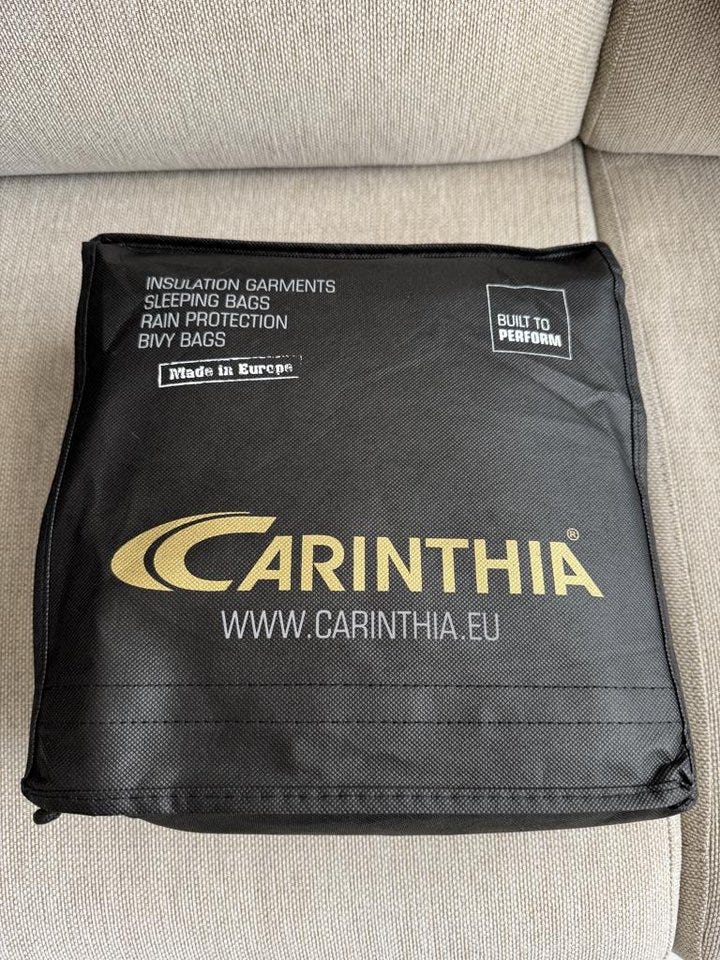 INSULATION GARMENTS
SLEEPING BAGS
RAIN PROTECTION
BIVY BAGS
Made in Europe
BUILT TO
PERFORM
CARINTHIA®
WWW.CARINTHIA.EU